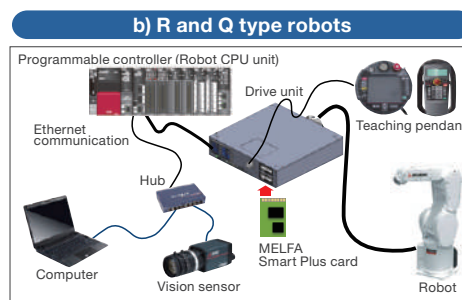 b) R and Q type robots
Programmable controller (Robot CPU unit)
Drive unit
Teaching pendan
Ethernet
communication
Hub
MELFA
Smart Plus card
Computer
Vision sensor
Robot